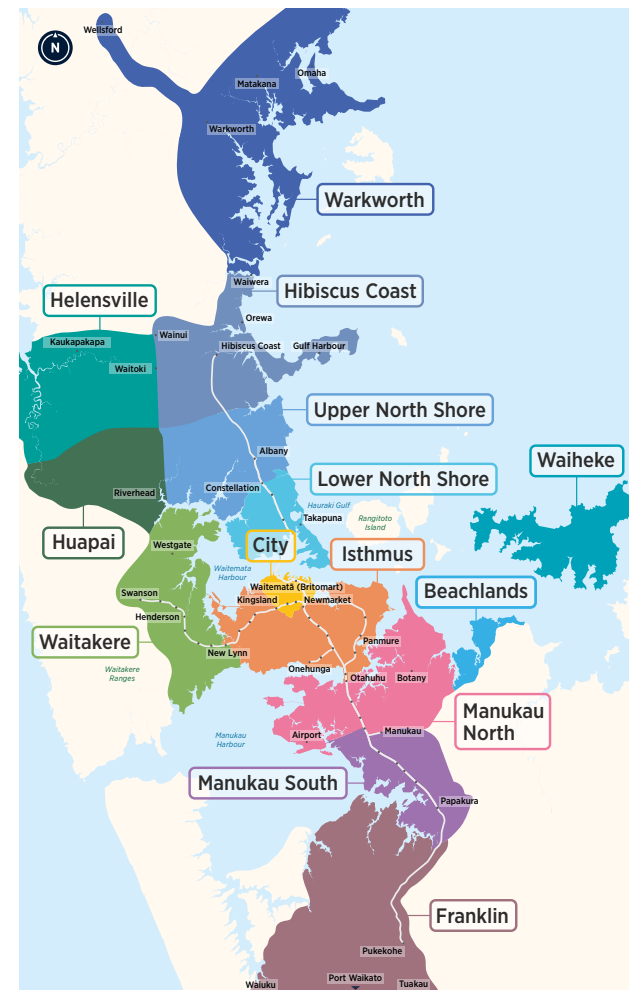 Wellsford
N
Omaha
Matakana
Warkworth
Warkworth
Waiwera
Hibiscus Coast
Helensville
Orewa
Wainui
Kaukapakapa
Hibiscus Coast
Gulf Harbour
Waitoki
Upper North Shore
Albany
Waiheke
Lower North Shore
Constellation
Riverhead
Hauraki Gulf
Takapuna
Rangitoto
Island
Huapai
City
Westgate
Isthmus
Waitemata
Harbour
Waitematā (Britomart)
Beachlands
Swanson
Kingsland
Newmarket
Henderson
Waitakere
Panmure
New Lynn
Waitakere
Ranges
Onehunga
Otahuhu
Botany
Manukau
North
Manukau
Airport
Manukau
Harbour
Manukau South
Papakura
Franklin
Pukekohe
Port Waikato
Waiuku
Tuakau